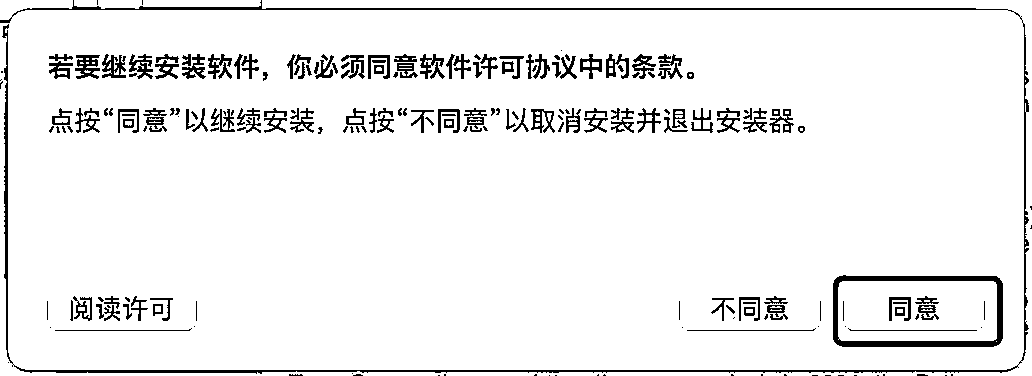 若要继续安装软件，你必须同意软件许可协议中的条款。
点按“同意”以继续安装，点按“不同意”以取消安装并退出安装器。
阅读许可
不同意
同意